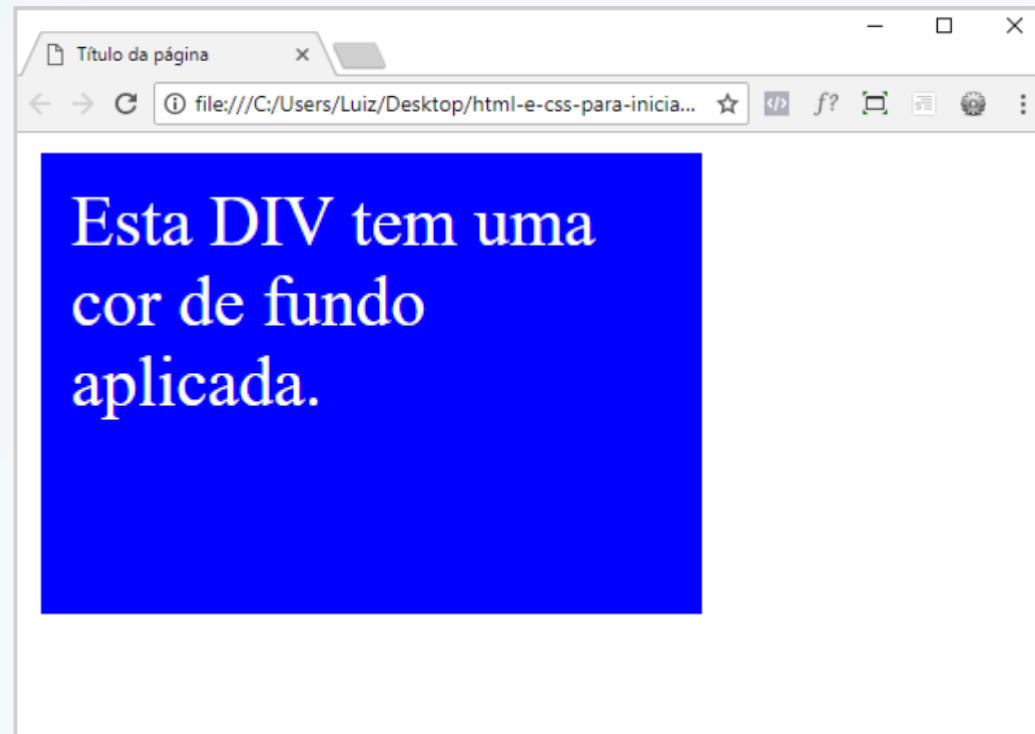 Título da página
file:///C:/Users/Luiz/Desktop/html-e-css-para-inicia...
f?
Esta DIV tem uma
cor de fundo
aplicada.